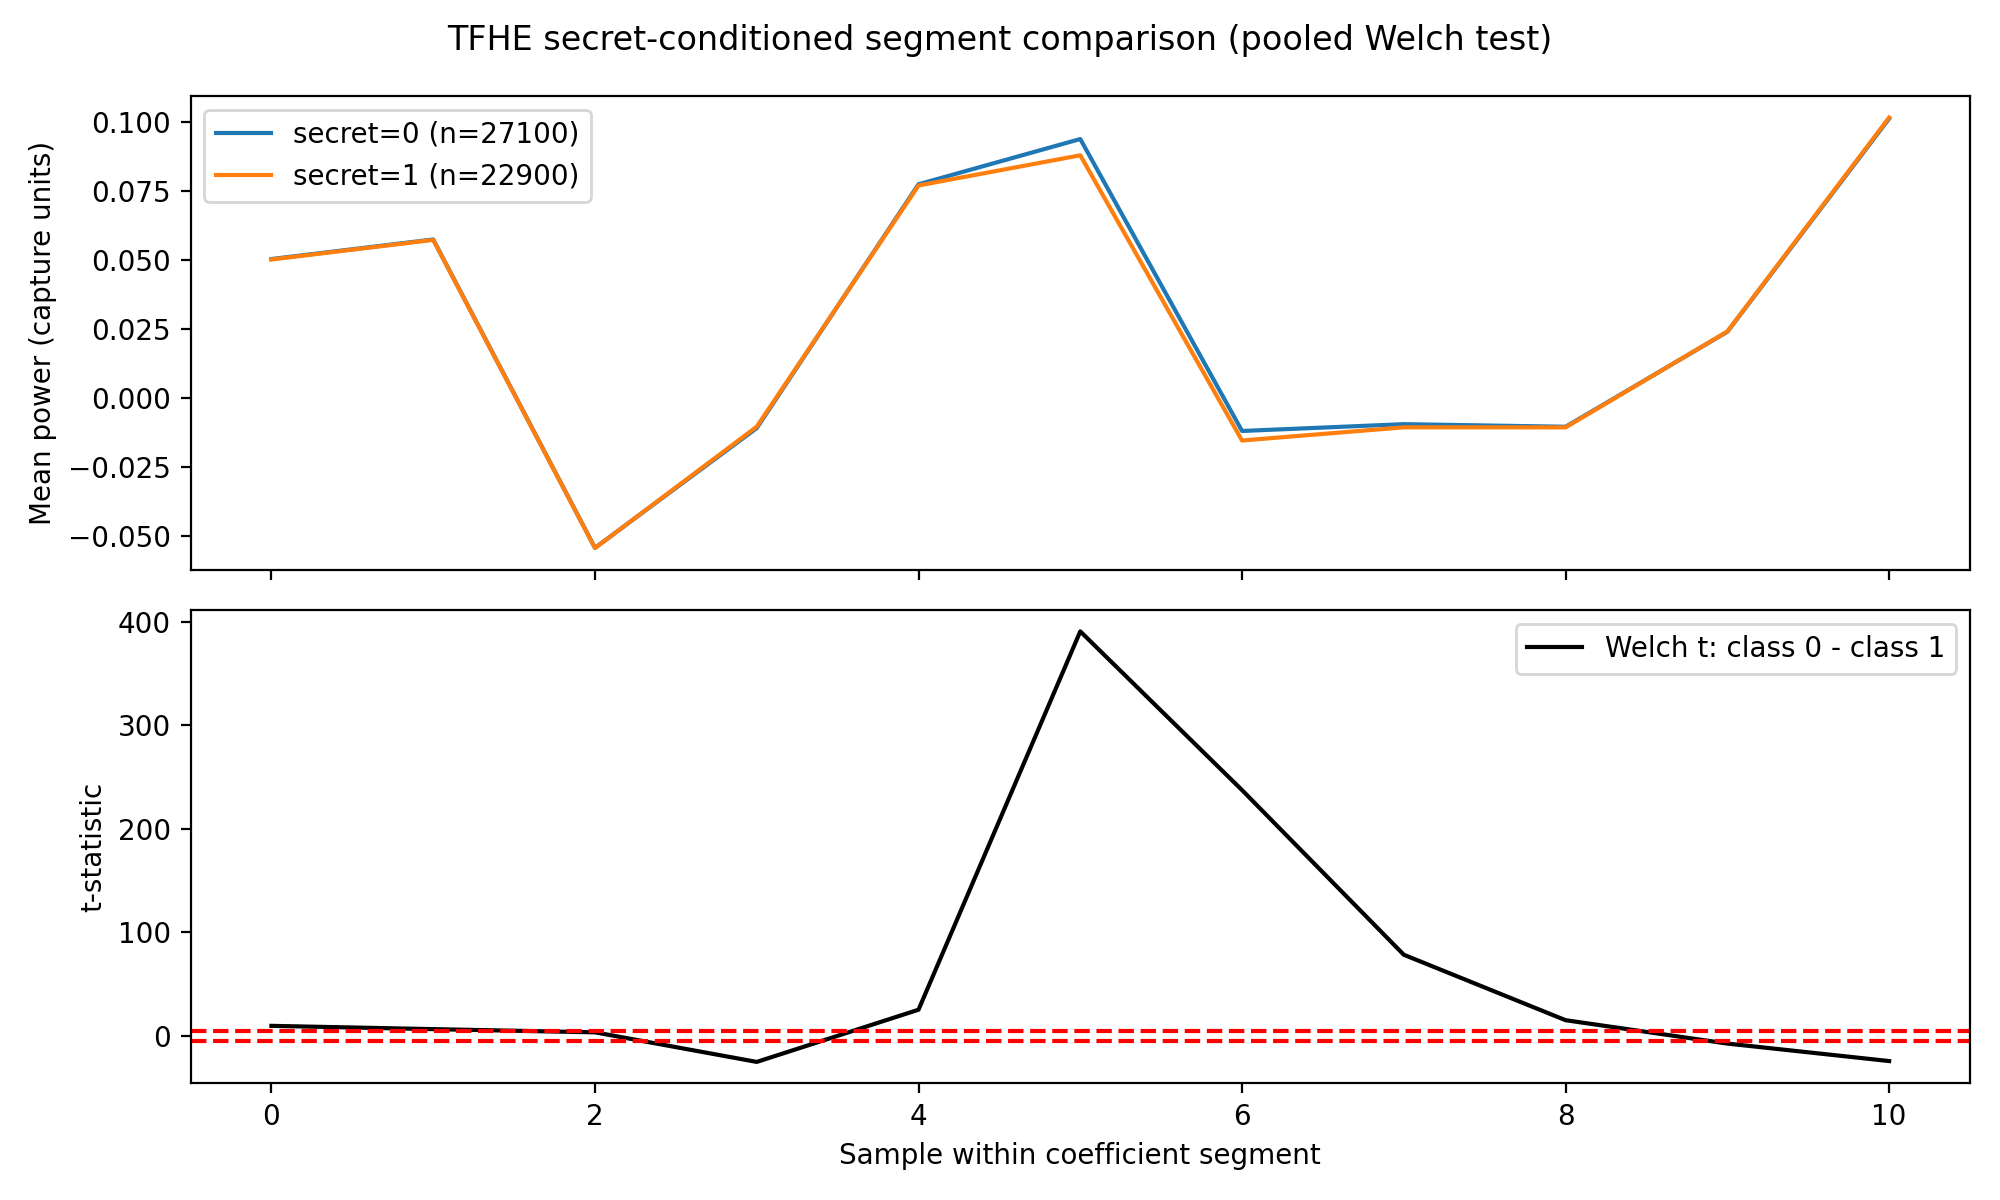 TFHE secret-conditioned segment comparison (pooled Welch test)
Mean power (capture units)
0.100
0.075
0.050
0.025
0.000
−0.025
−0.050
secret=0 (n=27100)
secret=1 (n=22900)
t-statistic
400
300
200
100
0
Welch t: class 0 - class 1
0 2 4 6 8 10
Sample within coefficient segment